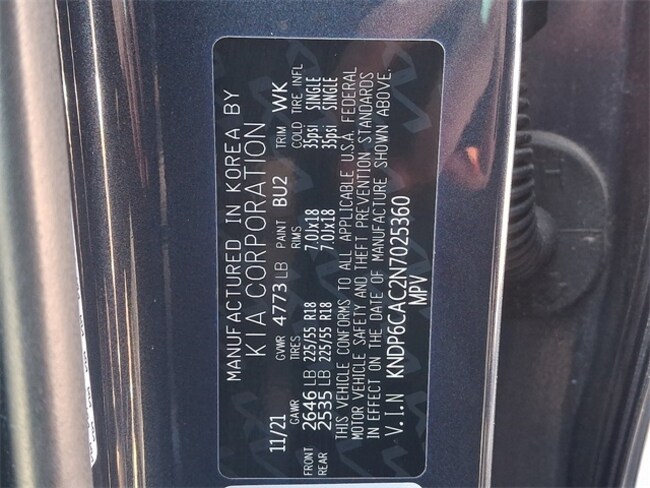 MANUFACTURED IN KOREA BY
KIA CORPORATION
11/21 GVWR 4773 LB PAINT BU2 TRIM WK
GAWR TIRES RIMS COLD TIRE INFL
FRONT 2646 LB 225/55 R18 7.0Jx18 35psi SINGLE
REAR 2535 LB 225/55 R18 7.0Jx18 35psi SINGLE
THIS VEHICLE CONFORMS TO ALL APPLICABLE U.S.A. FEDERAL
MOTOR VEHICLE SAFETY AND THEFT PREVENTION STANDARDS
IN EFFECT ON THE DATE OF MANUFACTURE SHOWN ABOVE.
V.I.N KNDP6CAC2N7025360
MPV